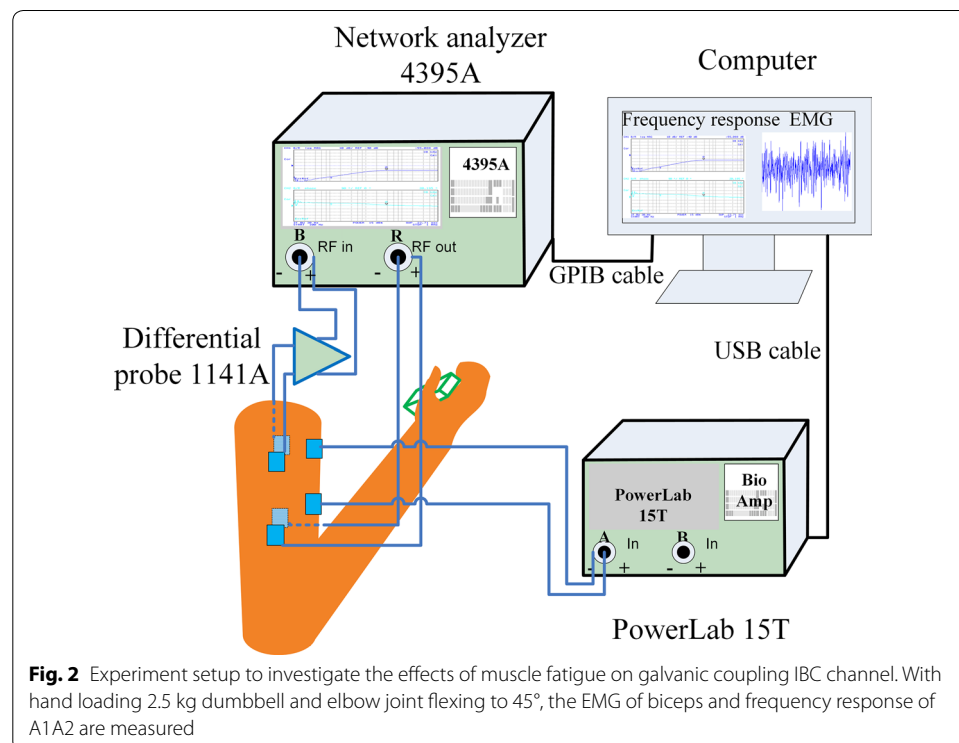 Network analyzer
4395A
Computer
Frequency response EMG
4395A
B
RF in
R
RF out
- +
- +
GPIB cable
Differential
probe 1141A
USB cable
PowerLab
15T
Bio
Amp
A
In
B
In
- +
- +
PowerLab 15T
Fig. 2 Experiment setup to investigate the effects of muscle fatigue on galvanic coupling IBC channel. With
hand loading 2.5 kg dumbbell and elbow joint flexing to 45°, the EMG of biceps and frequency response of
A1A2 are measured